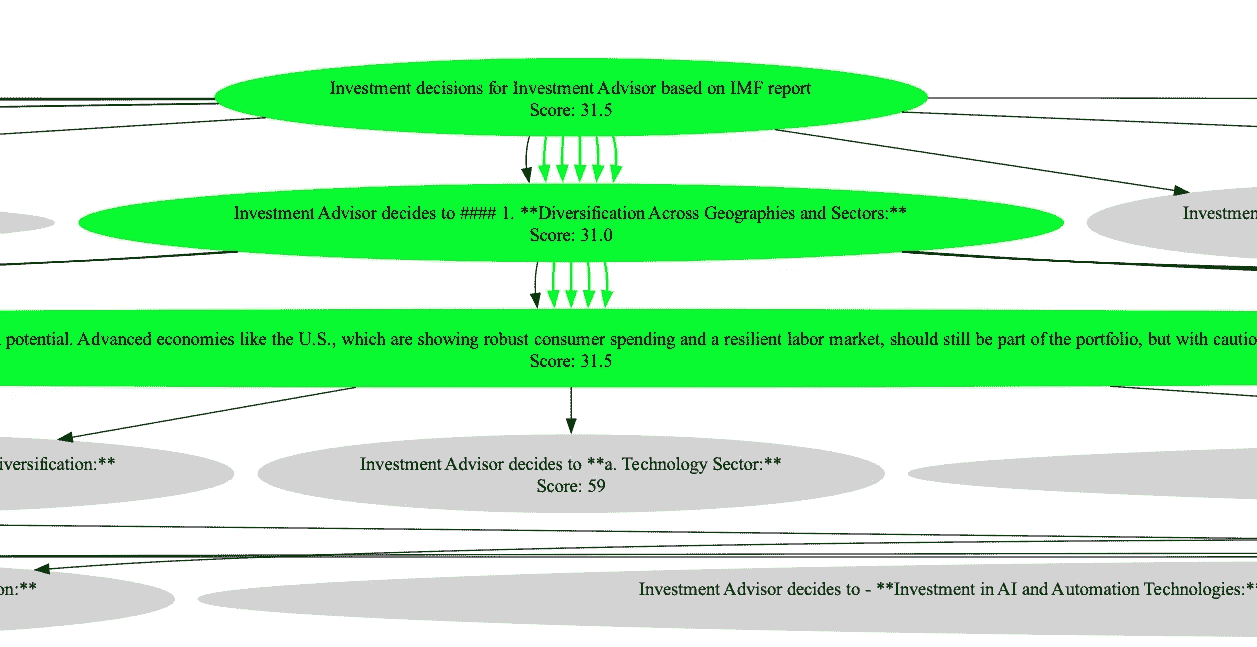 Investment decisions for Investment Advisor based on IMF report
Score: 31.5
Investment Advisor decides to #### 1. **Diversification Across Geographies and Sectors:**
Score: 31.0
Investmen
potential. Advanced economies like the U.S., which are showing robust consumer spending and a resilient labor market, should still be part of the portfolio, but with cautio
Score: 31.5
iversification:**
Investment Advisor decides to **a. Technology Sector:**
Score: 59
on:**
Investment Advisor decides to - **Investment in AI and Automation Technologies:**